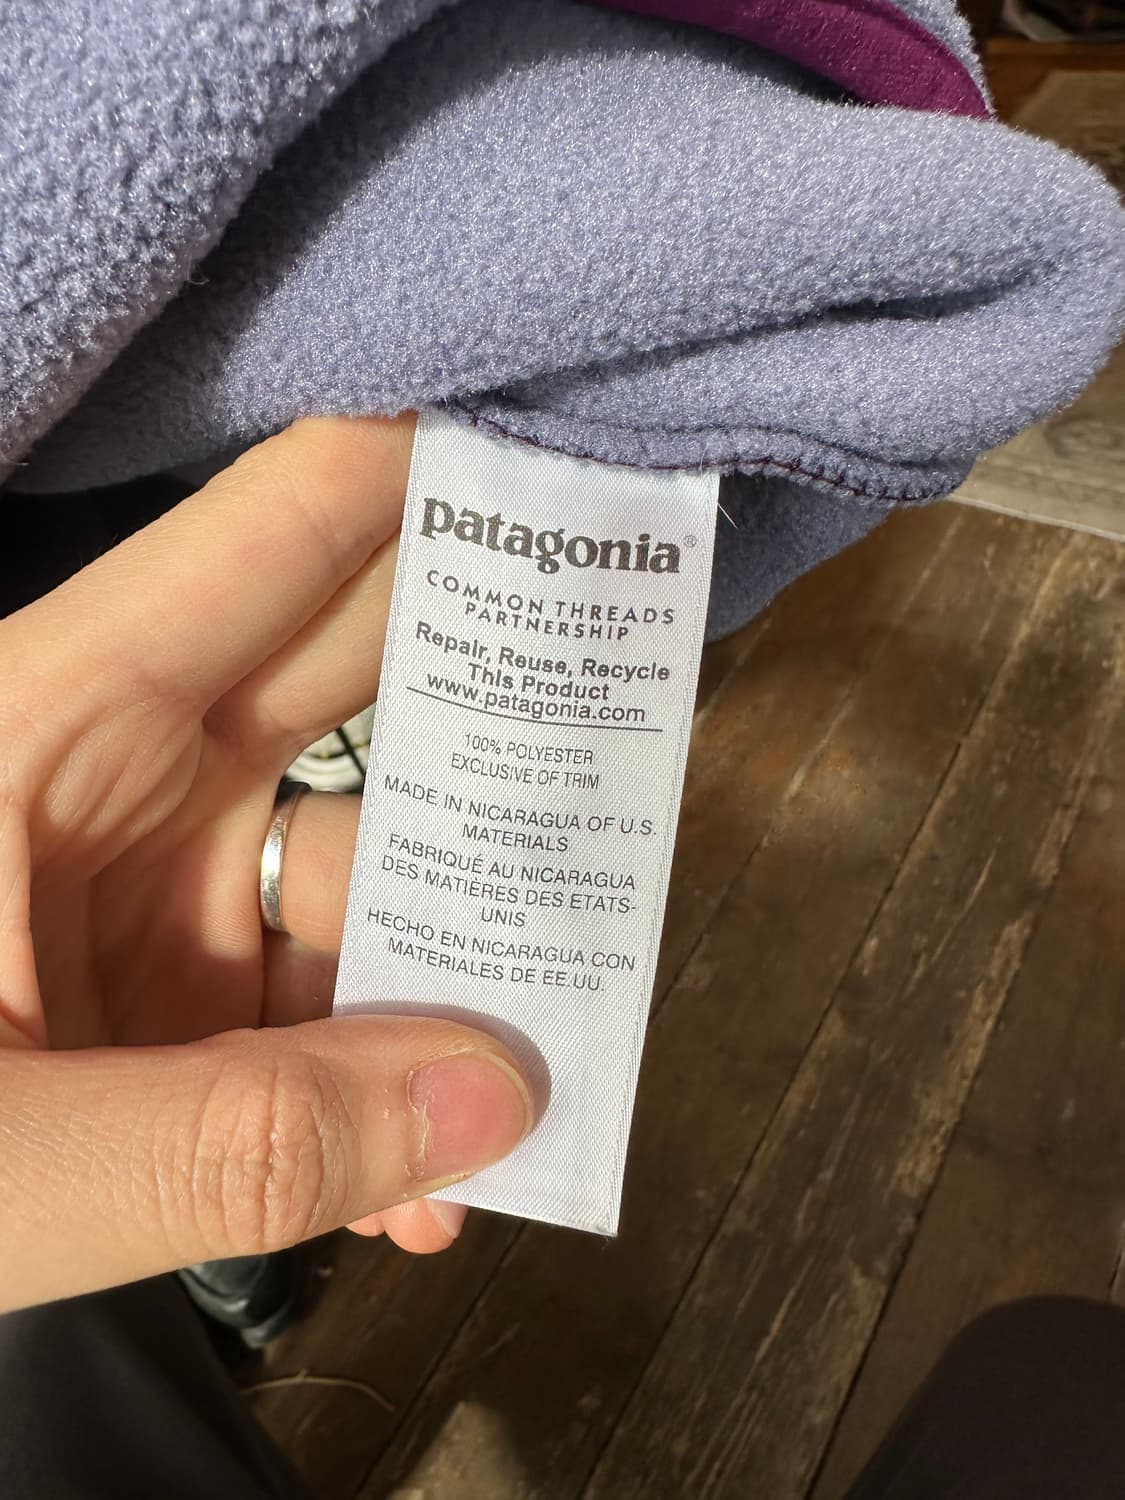 patagonia®
COMMON THREADS
PARTNERSHIP
Repair, Reuse, Recycle
This Product
www.patagonia.com
100% POLYESTER
EXCLUSIVE OF TRIM
MADE IN NICARAGUA OF U.S.
MATERIALS
FABRIQUÉ AU NICARAGUA
DES MATIÈRES DES ETATS-
UNIS
HECHO EN NICARAGUA CON
MATERIALES DE EE.UU.